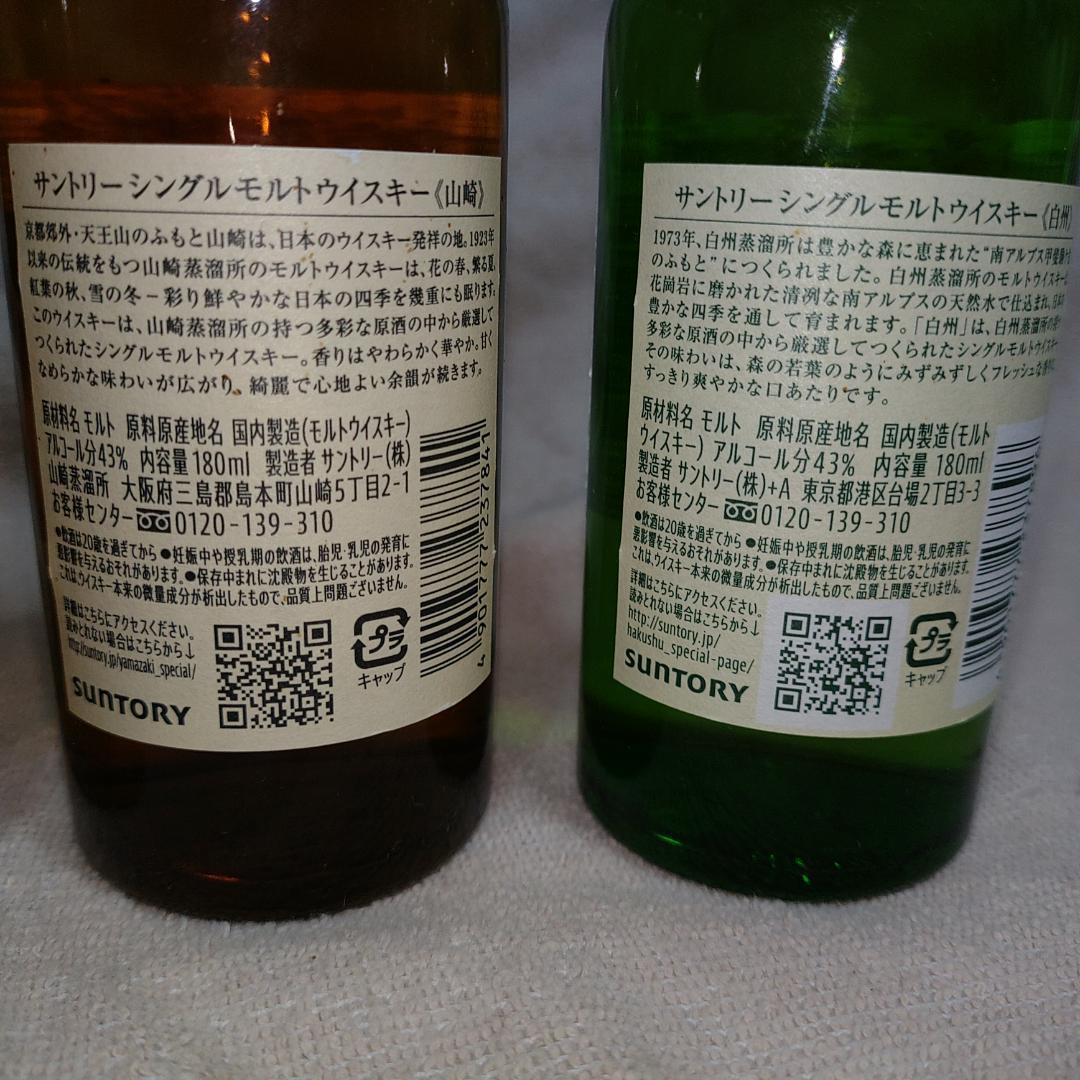 サントリーシングルモルトウイスキー《山崎》
京都郊外・天王山のふもと山崎は、日本のウイスキー発祥の地。1923年
以来の伝統をもつ山崎蒸溜所のモルトウイスキーは、花の春、繁る夏、
紅葉の秋、雪の冬－彩り鮮やかな日本の四季を幾重にも眠ります。
このウイスキーは、山崎蒸溜所の持つ多彩な原酒の中から厳選して
つくられたシングルモルトウイスキー。香りはやわらかく華やか。甘く
なめらかな味わいが広がり、綺麗で心地よい余韻が続きます。
原材料名 モルト 原料原産地名 国内製造(モルトウイスキー)
アルコール分43% 内容量180ml 製造者 サントリー(株)
山崎蒸溜所 大阪府三島郡島本町山崎5丁目2-1
お客様センター 0120-139-310
●飲酒は20歳を過ぎてから ●妊娠中や授乳期の飲酒は、胎児・乳児の発育に
悪影響を与えるおそれがあります。●保存中まれに沈殿物を生じることがあります。
これは、ウイスキー本来の微量成分が析出したもので、品質上問題ございません。
詳細はこちらにアクセスください。
読みとれない場合はこちらから↓
http://suntory.jp/yamazaki_special/
SUNTORY
プラ
キャップ
4 901777 237841
サントリーシングルモルトウイスキー《白州》
1973年、白州蒸溜所は豊かな森に恵まれた“南アルプス甲斐駒ケ岳
のふもと”につくられました。白州蒸溜所のモルトウイスキーは、
花崗岩に磨かれた清冽な南アルプスの天然水で仕込まれ、日本の
豊かな四季を通して育まれます。「白州」は、白州蒸溜所の持つ
多彩な原酒の中から厳選してつくられたシングルモルトウイスキー
その味わいは、森の若葉のようにみずみずしくフレッシュな香り、
すっきり爽やかな口あたりです。
原材料名 モルト 原料原産地名 国内製造(モルト
ウイスキー) アルコール分43% 内容量 180ml
製造者 サントリー(株)+A 東京都港区台場2丁目3-3
お客様センター 0120-139-310
●飲酒は20歳を過ぎてから ●妊娠中や授乳期の飲酒は、胎児・乳児の発育に
悪影響を与えるおそれがあります。●保存中まれに沈殿物を生じることがあります。
これは、ウイスキー本来の微量成分が析出したもので、品質上問題ございません。
詳細はこちらにアクセスください。
読みとれない場合はこちらから↓
http://suntory.jp/
hakushu_special-page/
SUNTORY
プラ
キャップ